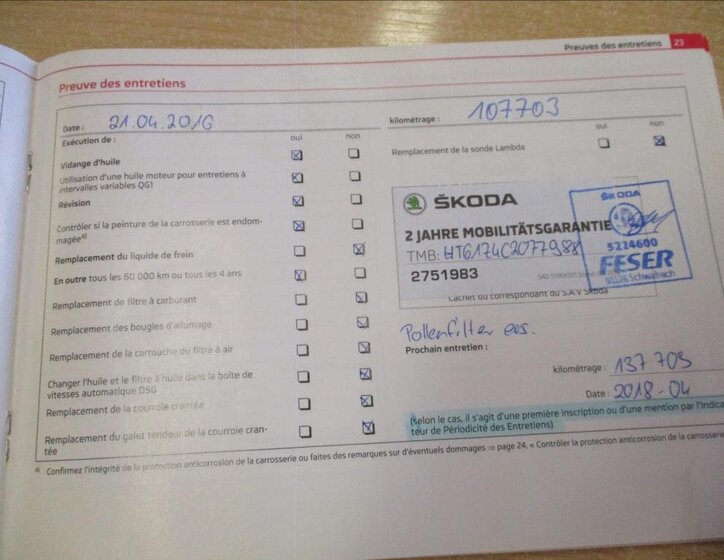 Preuves des entretiens 23
Preuve des entretiens
Date : 21.04.2016
kilométrage : 107703
Exécution de : oui non
oui non
Vidange d'huile
Utilisation d'une huile moteur pour entretiens à
intervalles variables QG1
Révision
Contrôler si la peinture de la carrosserie est endom-
magéeᵃ⁾
Remplacement du liquide de frein
En outre tous les 60 000 km ou tous les 4 ans
Remplacement de filtre à carburant
Remplacement des bougies d'allumage
Remplacement de la cartouche du filtre à air
Changer l'huile et le filtre à huile dans la boîte de
vitesses automatique DSG
Remplacement de la courroie crantée
Remplacement du galet tendeur de la courroie cran-
tée
Remplacement de la sonde Lambda
ŠKODA
2 JAHRE MOBILITÄTSGARANTIE
TMB:
2751983
ŠKODA
5224600
FESER
91126 Schwabach
Cachet du correspondant du S.A.V Skoda
Pollenfilter
Prochain entretien :
kilométrage : 137 703
Date : 2018-04
(selon le cas, il s'agit d'une première inscription ou d'une mention par l'Indica-
teur de Périodicité des Entretiens)
ᵃ⁾ Confirmez l'intégrité de la protection anticorrosion de la carrosserie ou faites des remarques sur d'éventuels dommages ⇨ page 24, « Contrôler la protection anticorrosion de la carrosserie